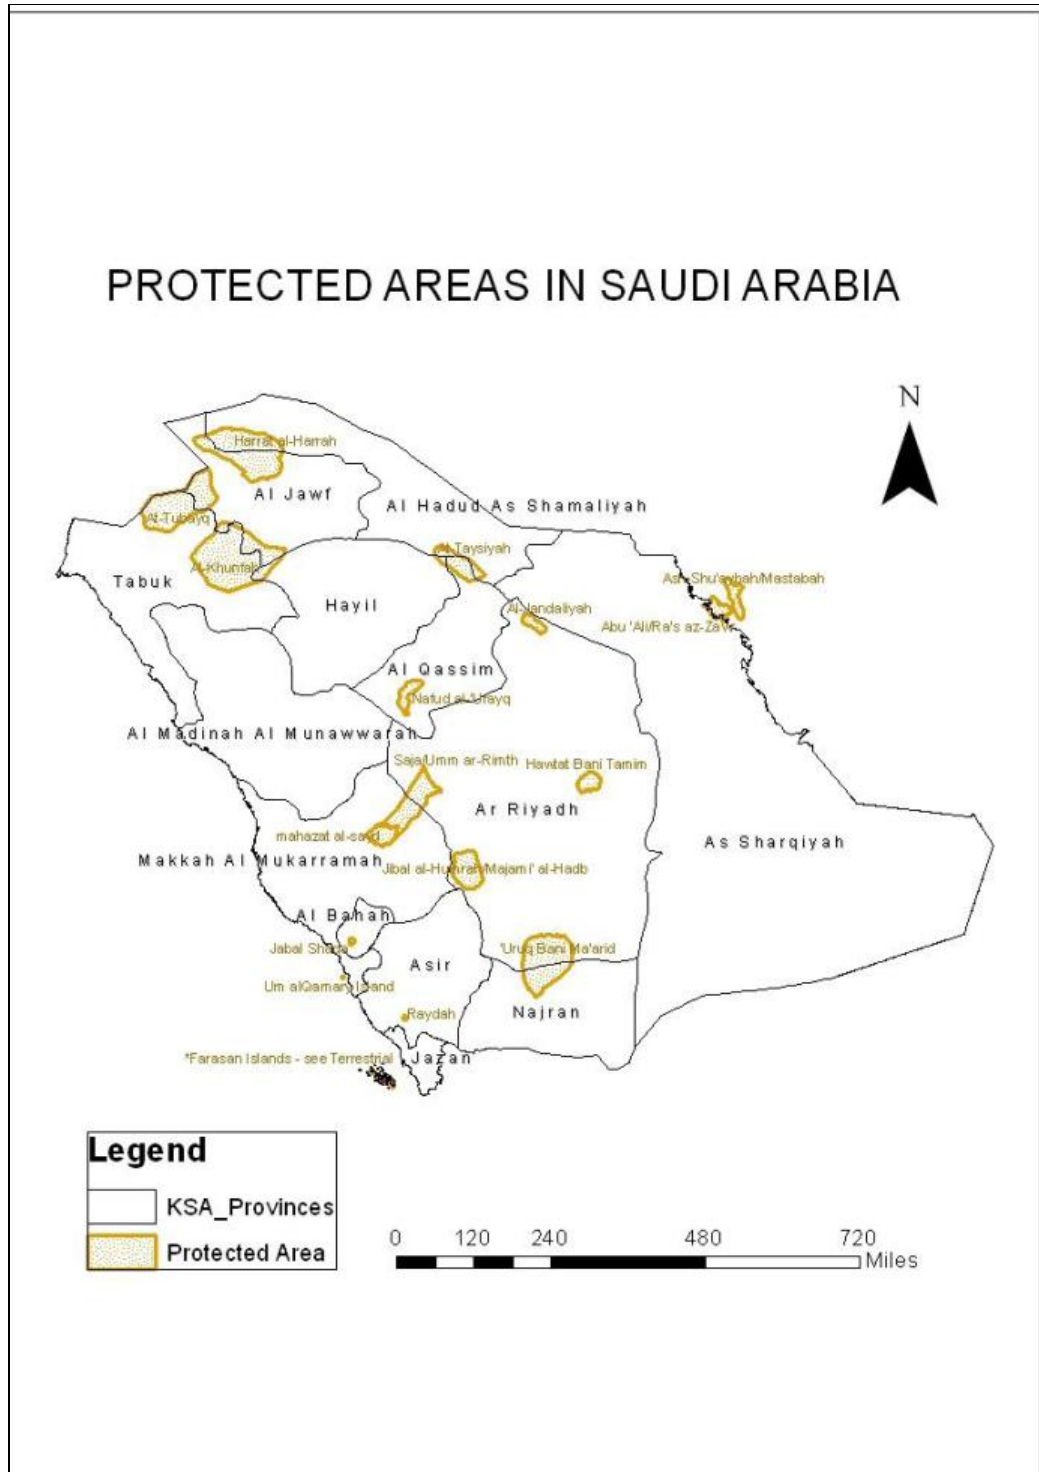 PROTECTED AREAS IN SAUDI ARABIA
N
Harrat al-Harrah
Al Jawf
Al Hadud As Shamaliyah
At-Tubayq
At-Taysiyah
Al-Khunfah
Tabuk
Ash-Shu'aybah/Mastabah
Hayil
Al-Jandaliyah
Abu 'Ali/Ra's az-Zawr
Al Qassim
Nafud al-'Urayq
Al Madinah Al Munawwarah
Saja/Umm ar-Rimth
Hawtat Bani Tamim
Ar Riyadh
mahazat al-sayd
As Sharqiyah
Makkah Al Mukarramah
Jibal al-Humrah/Majami' al-Hadb
Al Bahah
Jabal Shada
'Uruq Bani Ma'arid
Asir
Um alQamary Island
Raydah
Najran
*Farasan Islands - see Terrestrial
Jazan
Legend
KSA_Provinces
Protected Area
0 120 240 480 720
Miles